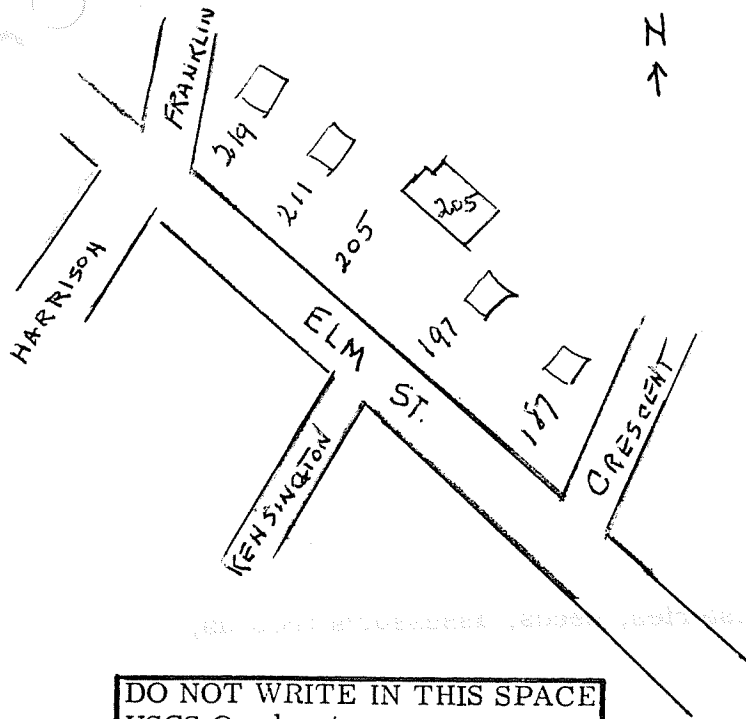 N
FRANKLIN
219
211
205
205
HARRISON
ELM ST.
197
187
CRESCENT
KENSINGTON
DO NOT WRITE IN THIS SPACE